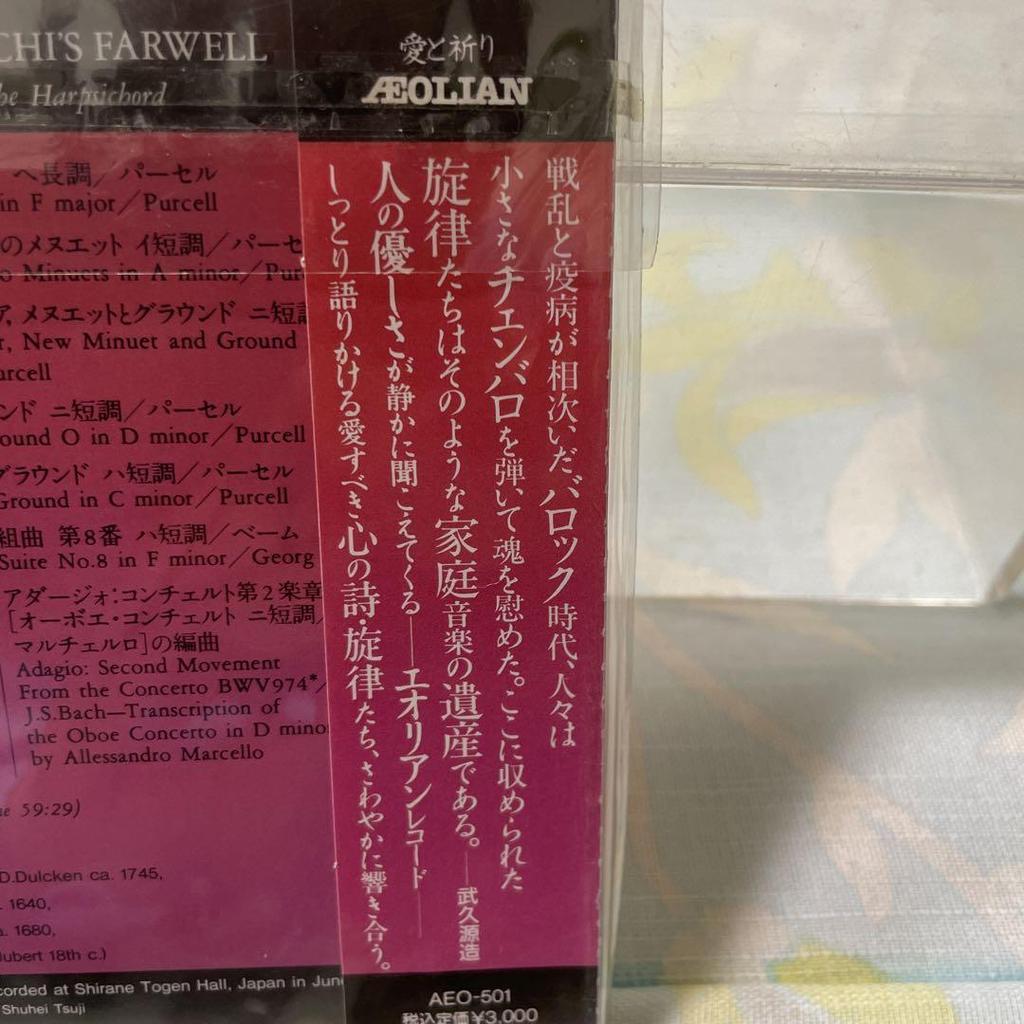 CHI'S FARWELL
he Harpsichord
ヘ長調／パーセル
in F major／Purcell
のメヌエット イ短調／パーセ
o Minuets in A minor／Pur
ア,メヌエットとグラウンド ニ短調
r, New Minuet and Ground
urcell
ンド ニ短調／パーセル
ound O in D minor／Purcell
グラウンド ハ短調／パーセル
Ground in C minor／Purcell
組曲 第8番 ハ短調／ベーム
Suite No.8 in F minor／Georg
アダージォ:コンチェルト第2楽章
[オーボエ・コンチェルト ニ短調/
マルチェルロ]の編曲
Adagio: Second Movement
From the Concerto BWV974*/
J.S.Bach—Transcription of
the Oboe Concerto in D minor
by Allessandro Marcello
ne 59:29)
D.Dulcken ca. 1745,
. 1640,
a. 1680,
ubert 18th c.)
corded at Shirane Togen Hall, Japan in June
Shuhei Tsuji
愛と祈り
ÆOLIAN
戦乱と疫病が相次いだバロック時代、人々は
小さなチェンバロを弾いて魂を慰めた。ここに収められた
旋律たちはそのような家庭音楽の遺産である。—武久源造
人の優しさが静かに聞こえてくる—エオリアンレコード—
しっとり語りかける愛すべき心の詩・旋律たち、さわやかに響き合う。
AEO-501
税込定価¥3,000